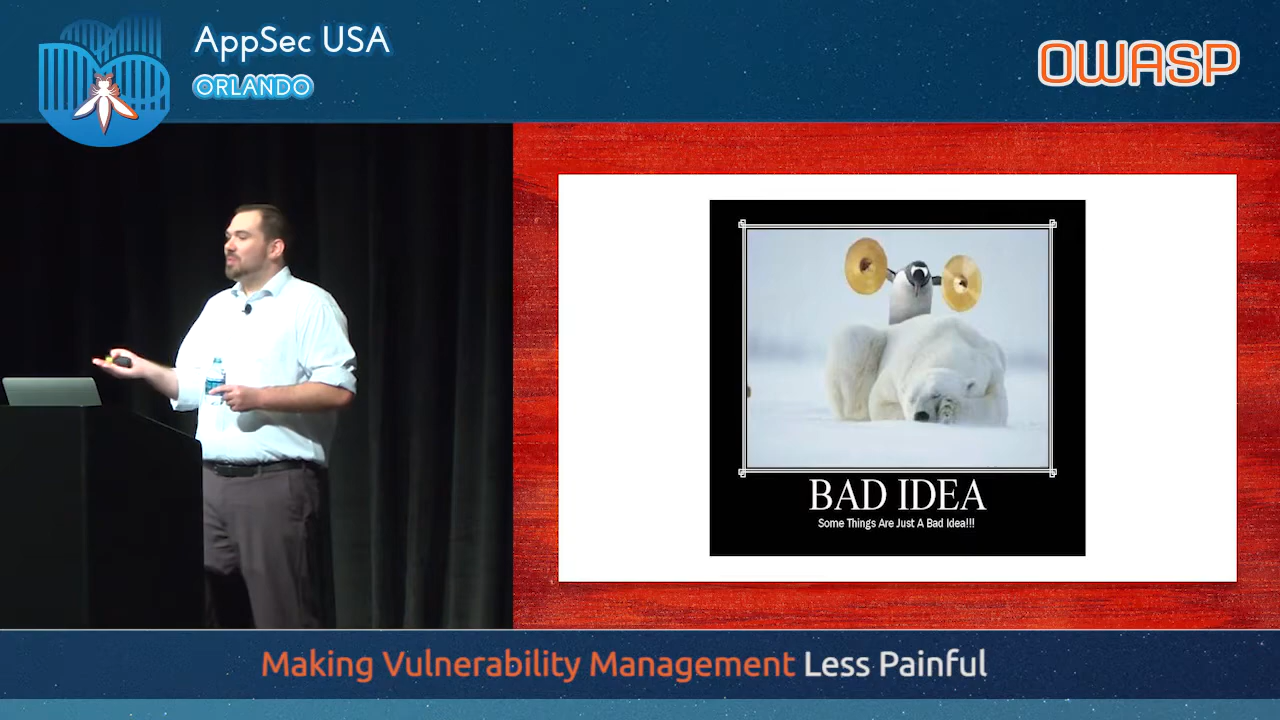 AppSec USA
ORLANDO
OWASP
BAD IDEA
Some Things Are Just A Bad Idea!!!
Making Vulnerability Management Less Painful